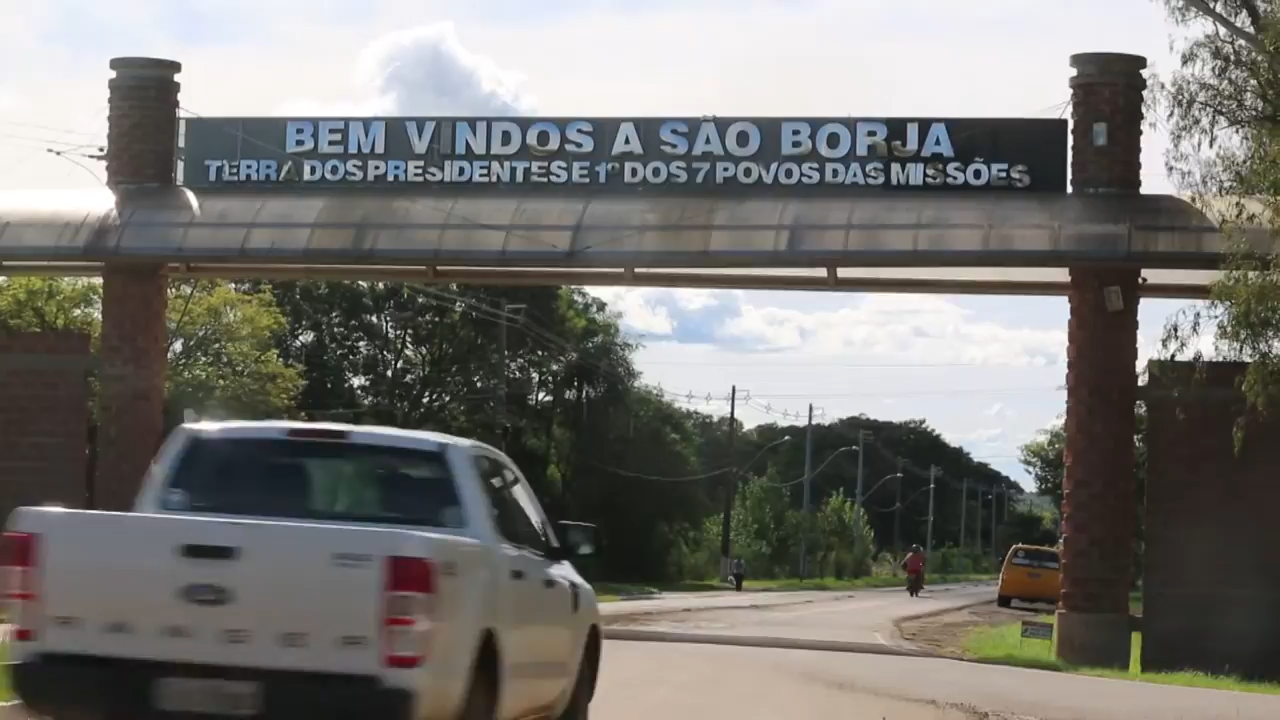 BEM VINDOS A SÃO BORJA
TERRA DOS PRESIDENTES E 1º DOS 7 POVOS DAS MISSÕES